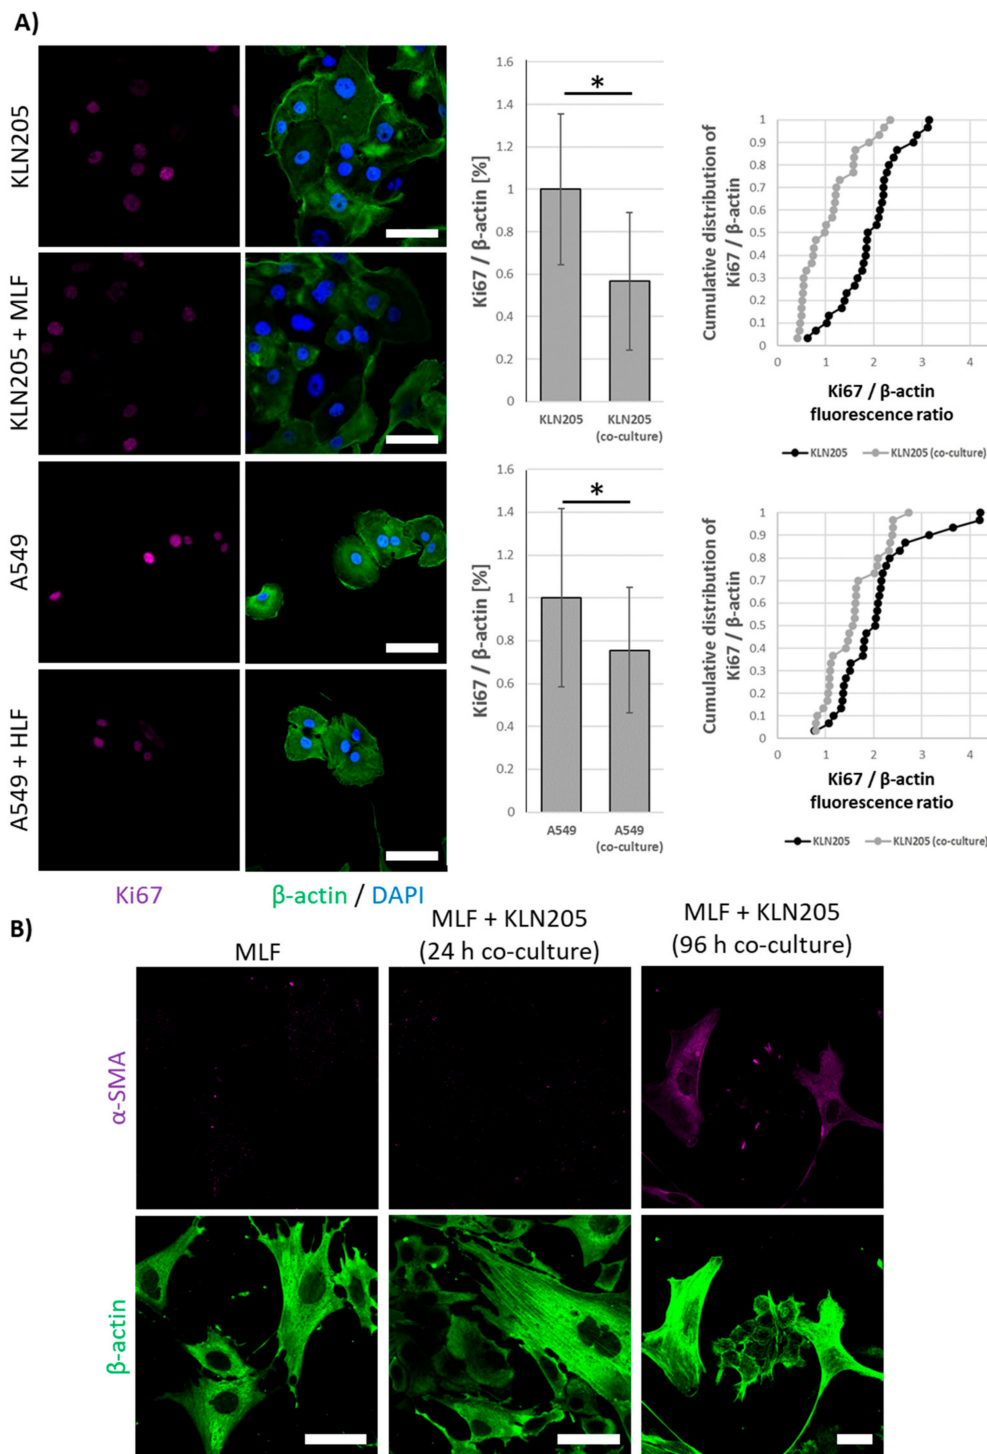 A)
KLN205
KLN205 + MLF
A549
A549 + HLF
Ki67
β-actin / DAPI
Ki67 / β-actin [%]
1.6
1.4
1.2
1
0.8
0.6
0.4
0.2
0
*
KLN205
KLN205
(co-culture)
Cumulative distribution of
Ki67 / β-actin
1
0.9
0.8
0.7
0.6
0.5
0.4
0.3
0.2
0.1
0
0 1 2 3 4
Ki67 / β-actin
fluorescence ratio
KLN205 KLN205 (co-culture)
Ki67 / β-actin [%]
1.6
1.4
1.2
1
0.8
0.6
0.4
0.2
0
*
A549
A549
(co-culture)
Cumulative distribution of
Ki67 / β-actin
1
0.9
0.8
0.7
0.6
0.5
0.4
0.3
0.2
0.1
0
0 1 2 3 4
Ki67 / β-actin
fluorescence ratio
KLN205 KLN205 (co-culture)
B)
MLF
MLF + KLN205
(24 h co-culture)
MLF + KLN205
(96 h co-culture)
α-SMA
β-actin